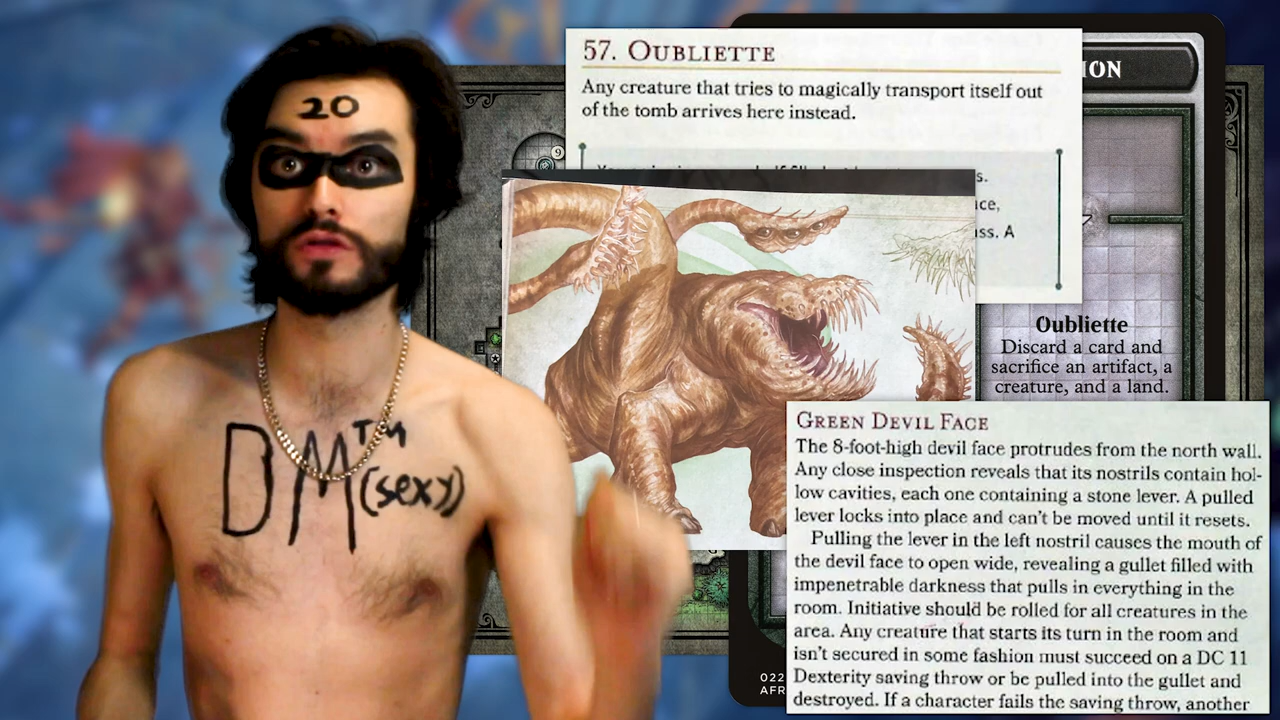 20
DM™
(sexy)
57. OUBLIETTE
Any creature that tries to magically transport itself out
of the tomb arrives here instead.
s.
ce,
ss. A
ION
9
Oubliette
Discard a card and
sacrifice an artifact, a
creature, and a land.
GREEN DEVIL FACE
The 8-foot-high devil face protrudes from the north wall.
Any close inspection reveals that its nostrils contain hol-
low cavities, each one containing a stone lever. A pulled
lever locks into place and can't be moved until it resets.
Pulling the lever in the left nostril causes the mouth of
the devil face to open wide, revealing a gullet filled with
impenetrable darkness that pulls in everything in the
room. Initiative should be rolled for all creatures in the
area. Any creature that starts its turn in the room and
isn't secured in some fashion must succeed on a DC 11
Dexterity saving throw or be pulled into the gullet and
destroyed. If a character fails the saving throw, another
022
AFR